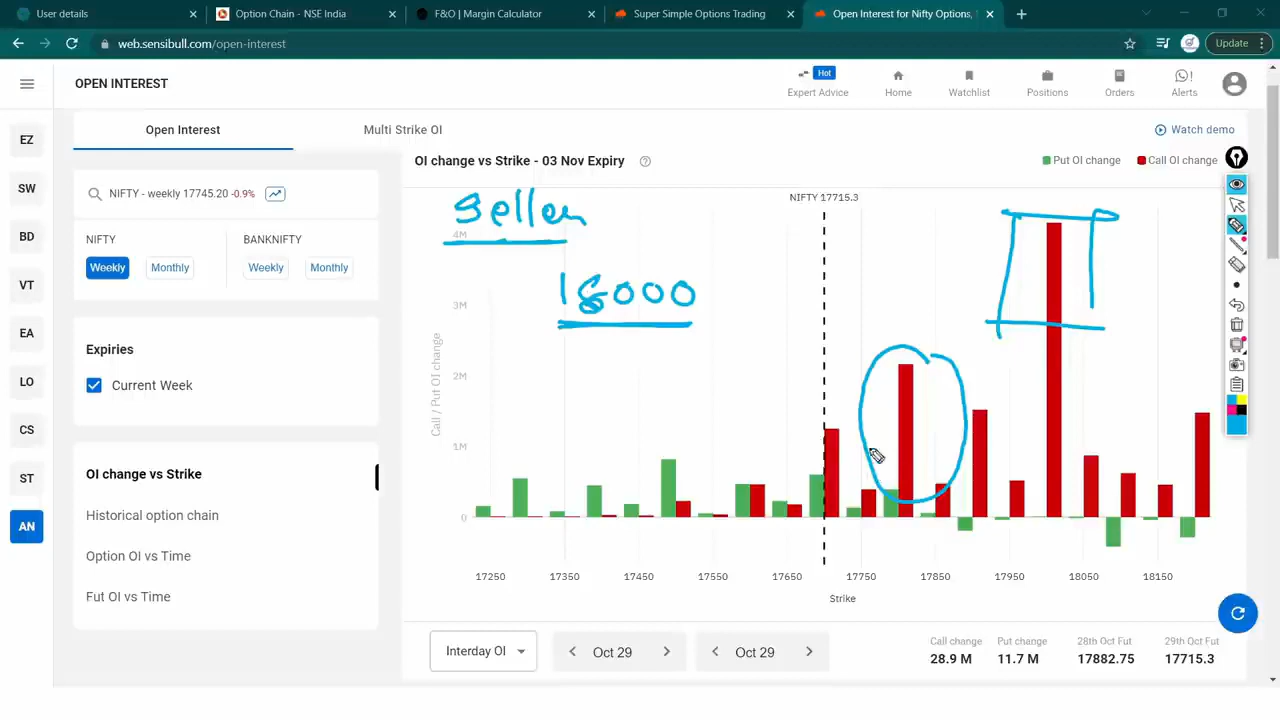 User details
Option Chain - NSE India
F&O | Margin Calculator
Super Simple Options Trading
Open Interest for Nifty Options,
web.sensibull.com/open-interest
Update
OPEN INTEREST
Hot
Expert Advice
Home
Watchlist
Positions
Orders
Alerts
EZ
SW
BD
VT
EA
LO
CS
ST
AN
Open Interest
Multi Strike OI
Watch demo
NIFTY - weekly 17745.20 -0.9%
NIFTY
BANKNIFTY
Weekly
Monthly
Weekly
Monthly
Expiries
Current Week
OI change vs Strike
Historical option chain
Option OI vs Time
Fut OI vs Time
OI change vs Strike - 03 Nov Expiry
Put OI change
Call OI change
NIFTY 17715.3
Seller
18000
Call / Put OI change
4M
3M
2M
1M
0
17250
17350
17450
17550
17650
17750
17850
17950
18050
18150
Strike
Interday OI
Oct 29
Oct 29
Call change
28.9 M
Put change
11.7 M
28th Oct Fut
17882.75
29th Oct Fut
17715.3